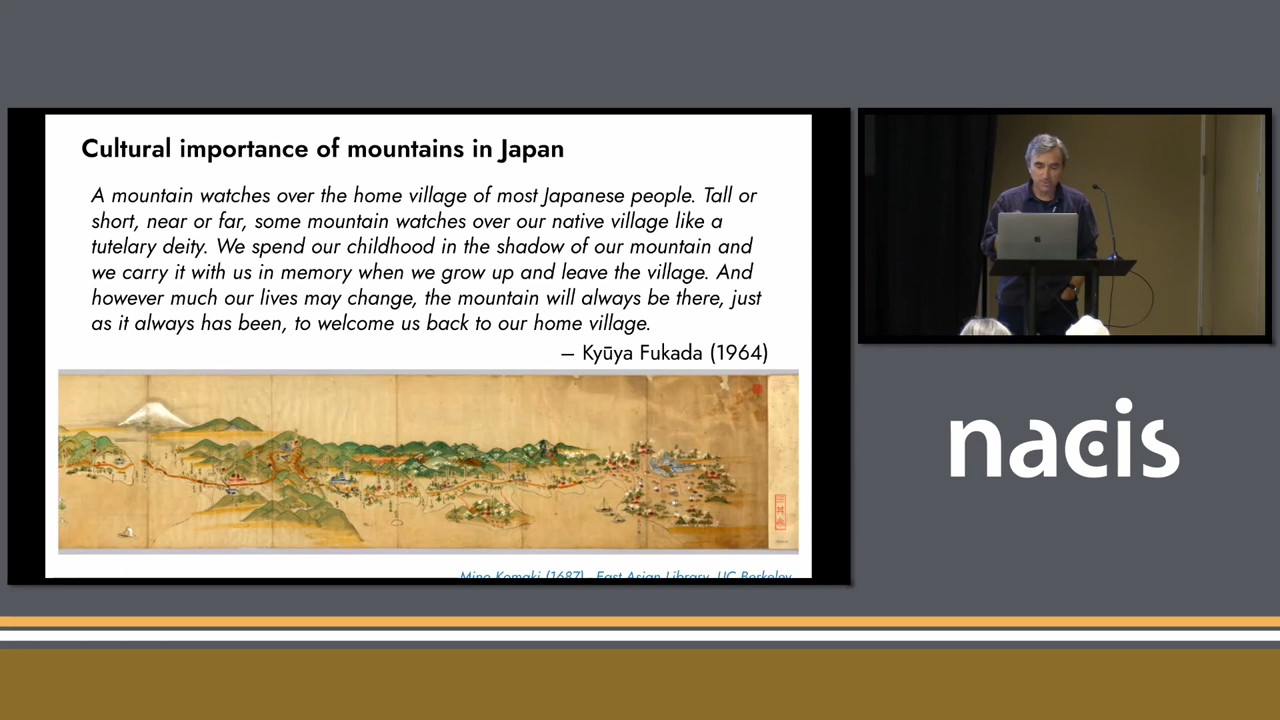 Cultural importance of mountains in Japan
A mountain watches over the home village of most Japanese people. Tall or
short, near or far, some mountain watches over our native village like a
tutelary deity. We spend our childhood in the shadow of our mountain and
we carry it with us in memory when we grow up and leave the village. And
however much our lives may change, the mountain will always be there, just
as it always has been, to welcome us back to our home village.
– Kyūya Fukada (1964)
Mino Komaki (1687), East Asian Library, UC Berkeley
nacis